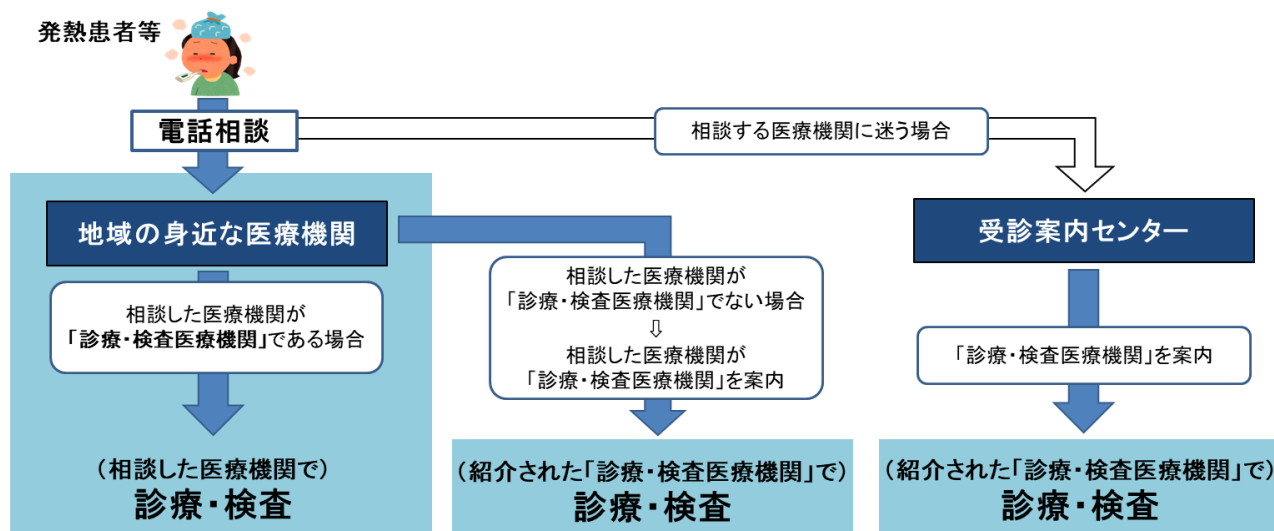 発熱患者等
電話相談
相談する医療機関に迷う場合
地域の身近な医療機関
相談した医療機関が
「診療・検査医療機関」である場合
(相談した医療機関で)
診療・検査
相談した医療機関が
「診療・検査医療機関」でない場合
⇩
相談した医療機関が
「診療・検査医療機関」を案内
(紹介された「診療・検査医療機関」で)
診療・検査
受診案内センター
「診療・検査医療機関」を案内
(紹介された「診療・検査医療機関」で)
診療・検査